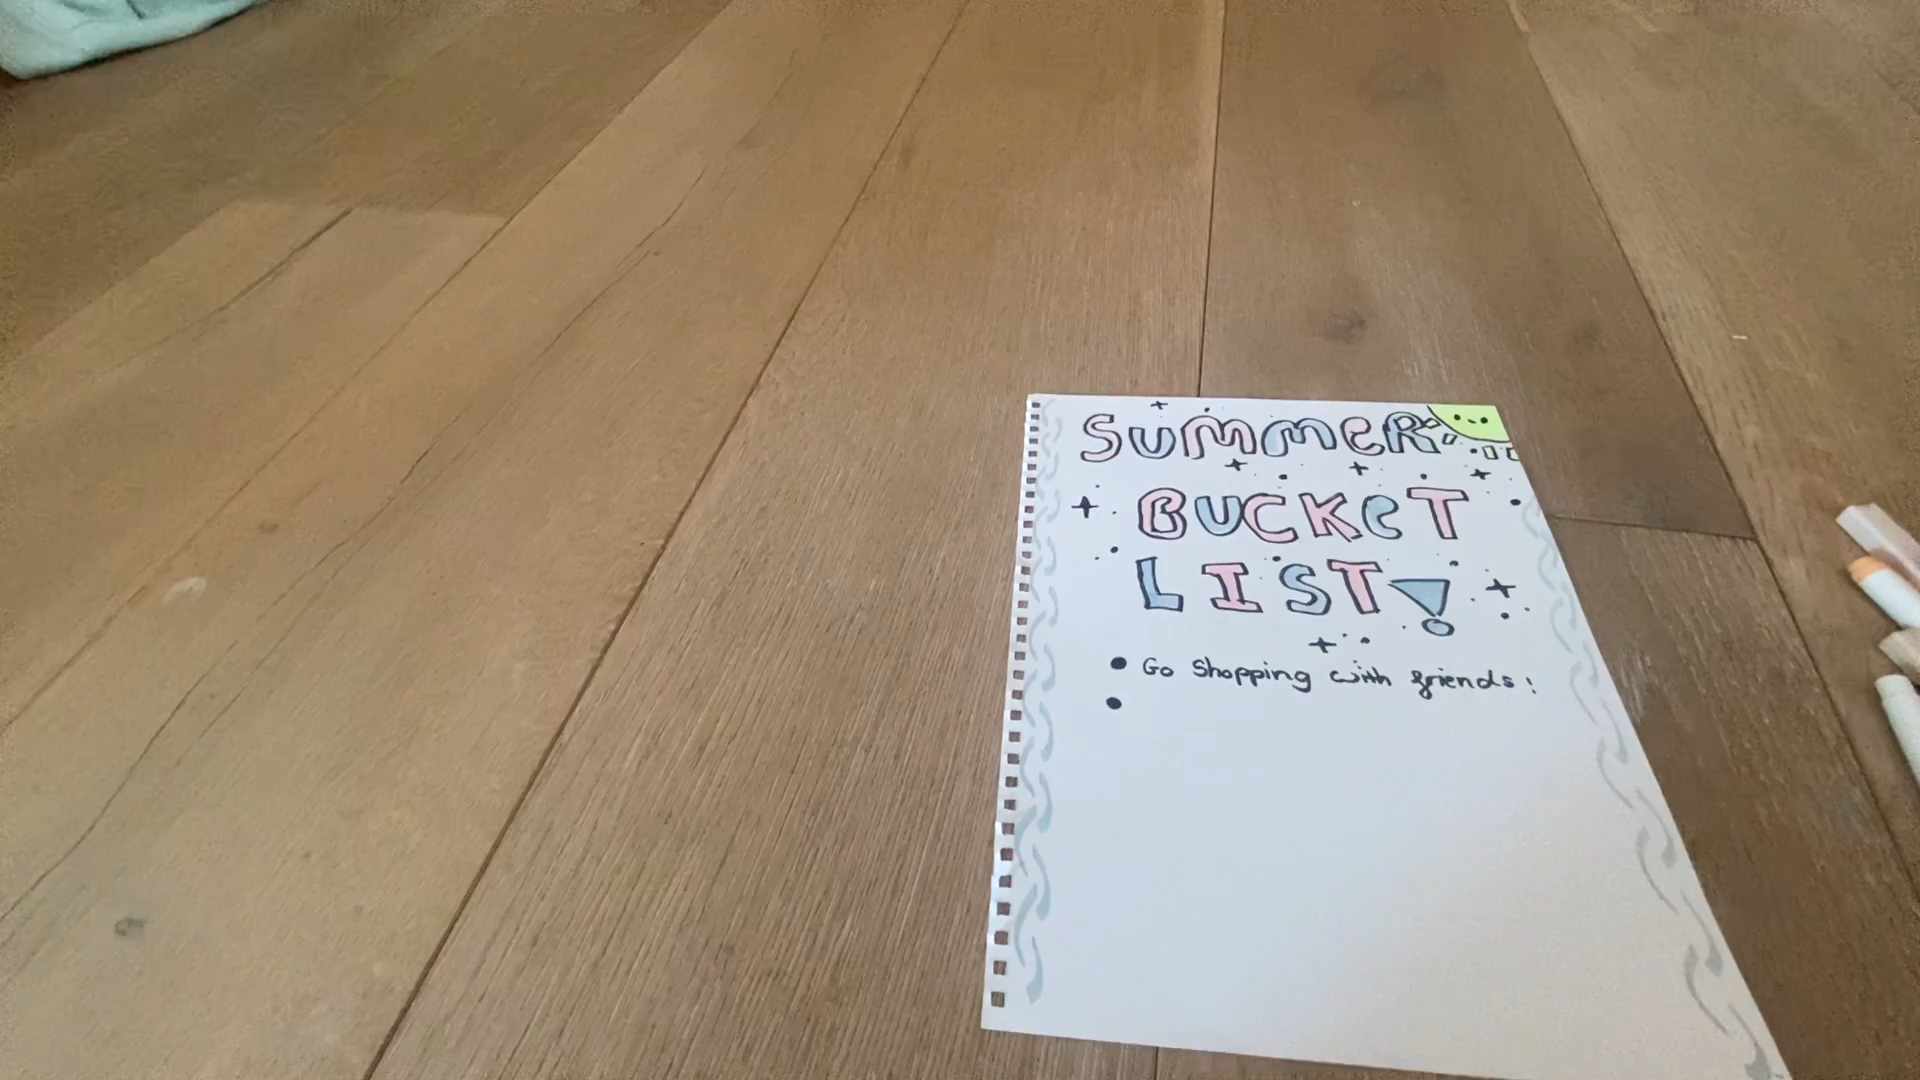 SUMMER
BUCKET
LIST!
• Go Shopping with friends!
•